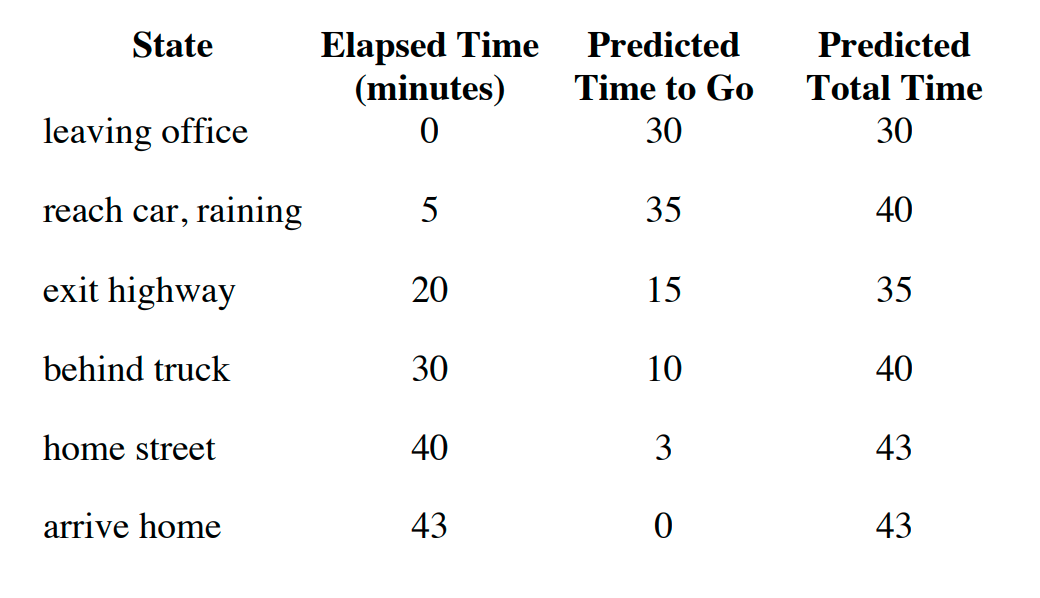 State Elapsed Time Predicted Predicted
(minutes) Time to Go Total Time
leaving office 0 30 30
reach car, raining 5 35 40
exit highway 20 15 35
behind truck 30 10 40
home street 40 3 43
arrive home 43 0 43